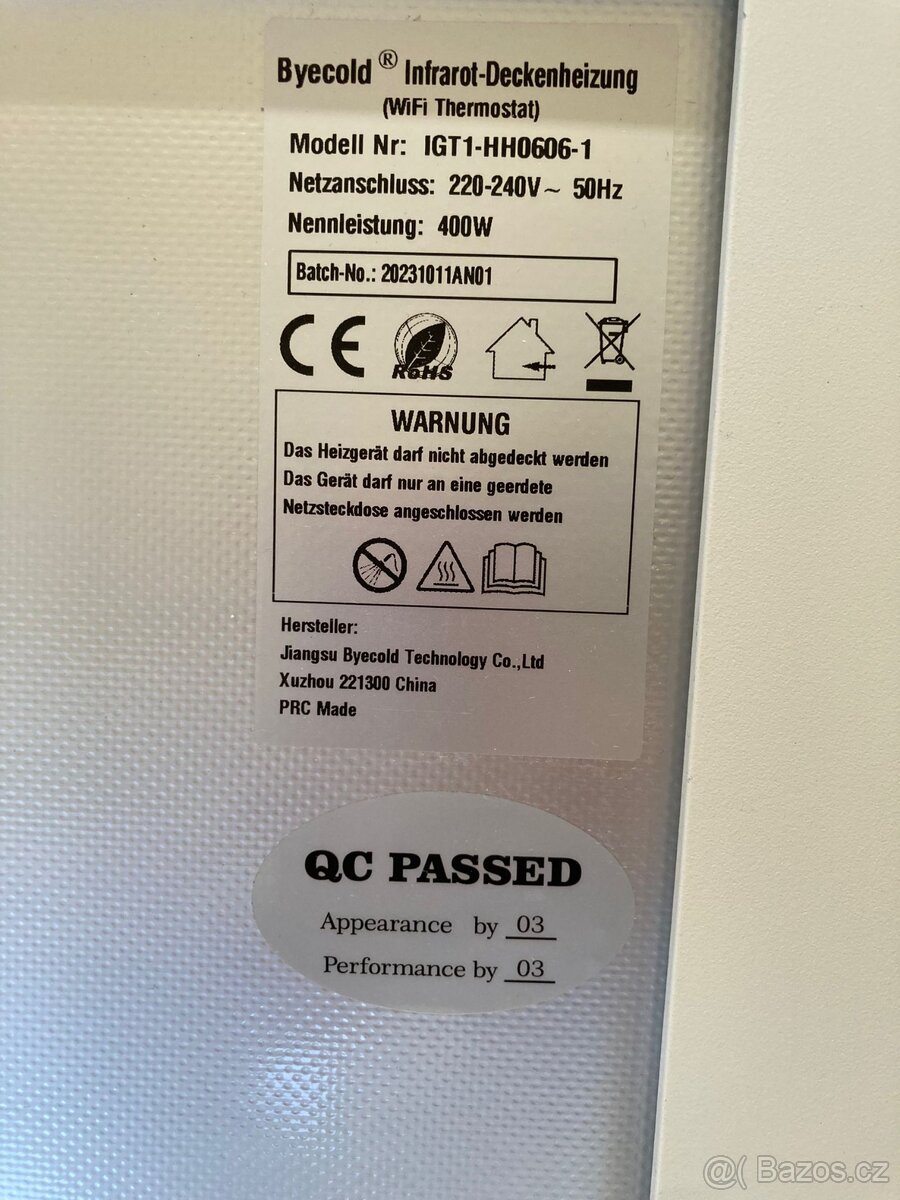 Byecold ® Infrarot-Deckenheizung
(WiFi Thermostat)
Modell Nr: IGT1-HH0606-1
Netzanschluss: 220-240V~ 50Hz
Nennleistung: 400W
Batch-No.: 20231011AN01
CE RoHS
WARNUNG
Das Heizgerät darf nicht abgedeckt werden
Das Gerät darf nur an eine geerdete
Netzsteckdose angeschlossen werden
Hersteller:
Jiangsu Byecold Technology Co.,Ltd
Xuzhou 221300 China
PRC Made
QC PASSED
Appearance by 03
Performance by 03
@( Bazos.cz